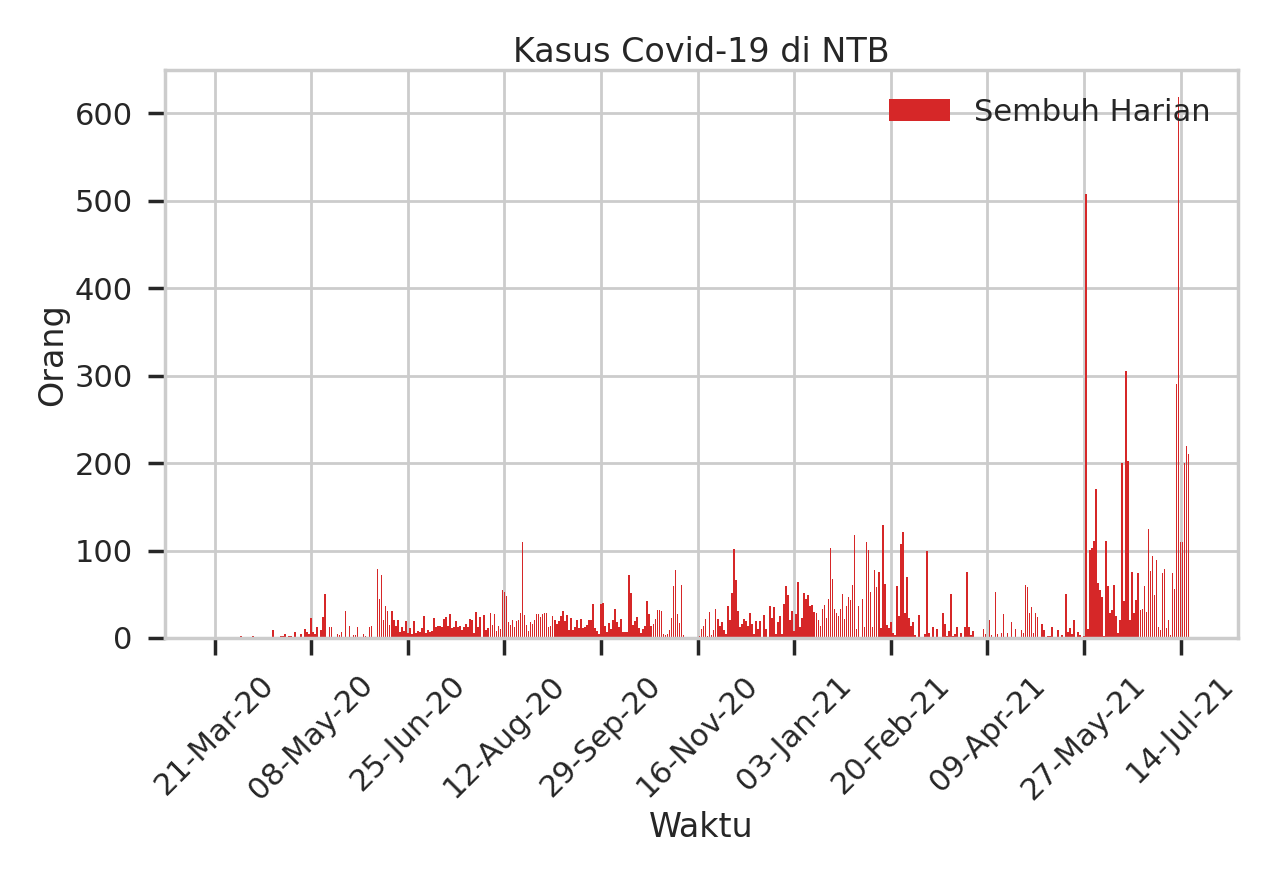 Kasus Covid-19 di NTB
Sembuh Harian
600
500
400
300
200
100
0
Orang
21-Mar-20
08-May-20
25-Jun-20
12-Aug-20
29-Sep-20
16-Nov-20
03-Jan-21
20-Feb-21
09-Apr-21
27-May-21
14-Jul-21
Waktu